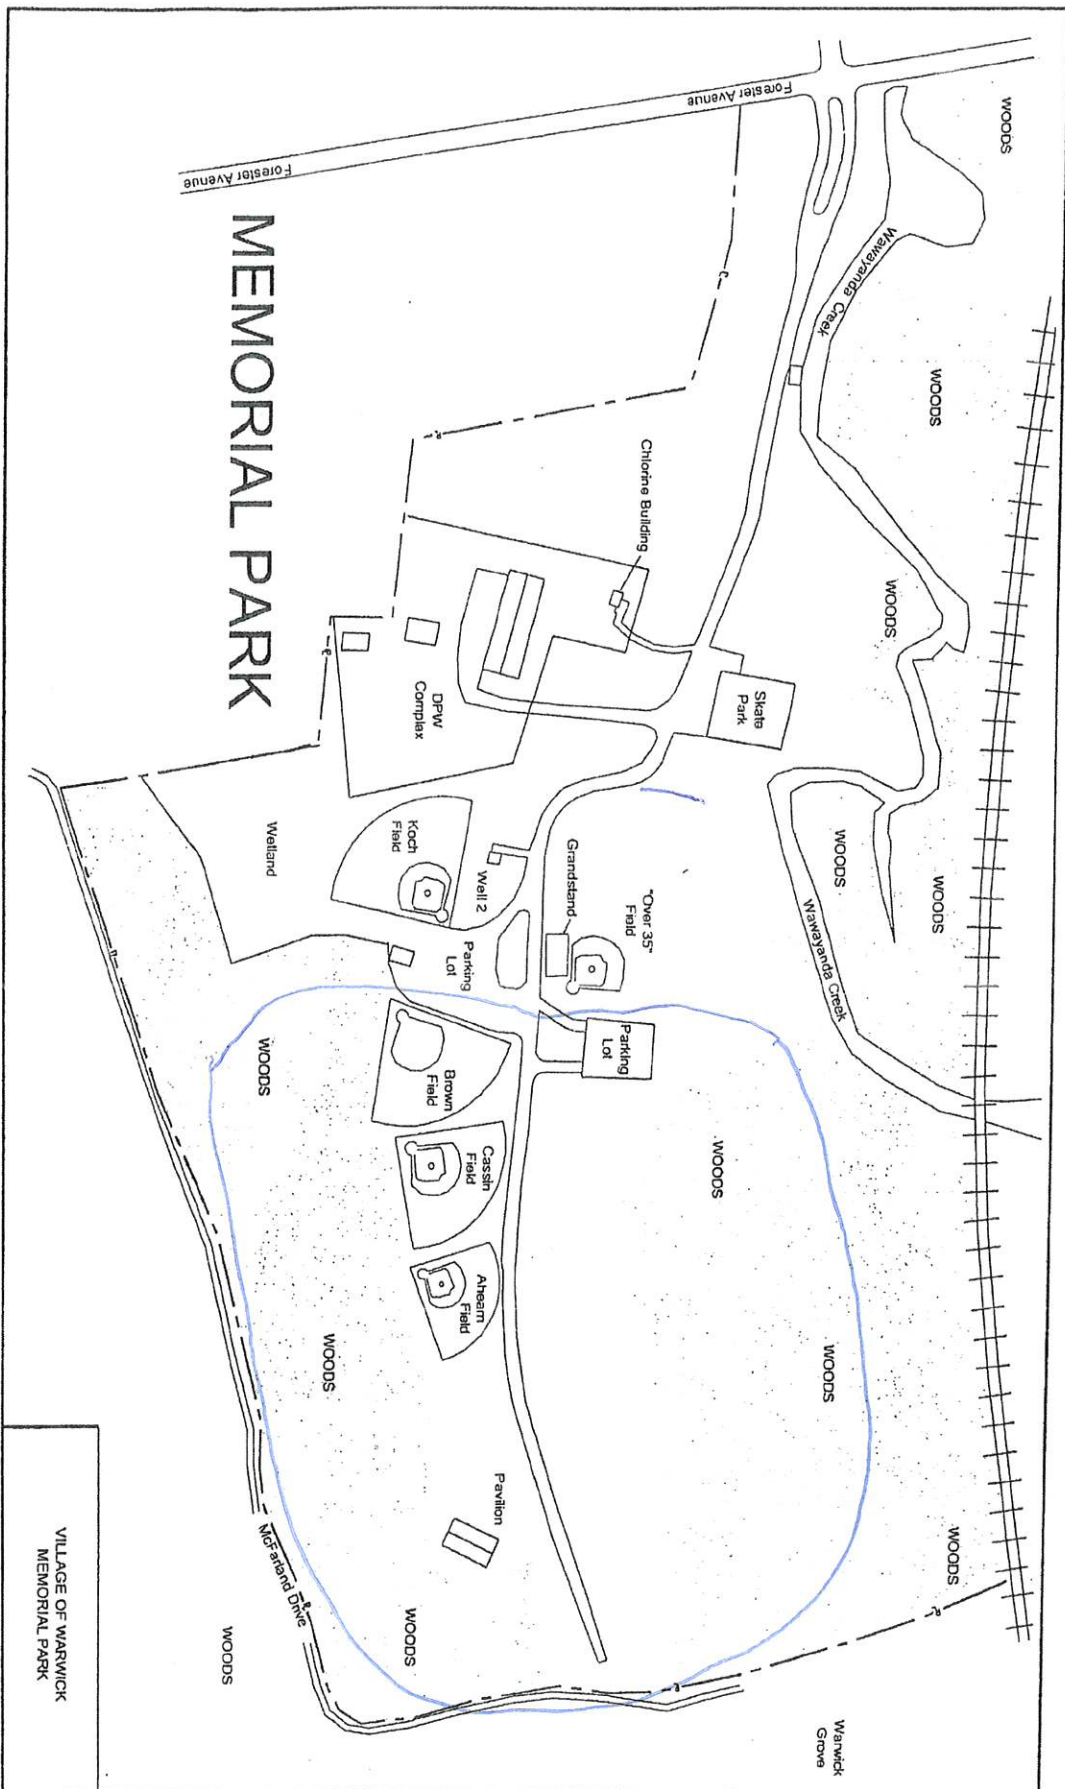 Forester Avenue
Forester Avenue
MEMORIAL PARK
WOODS
Wawayanda Creek
WOODS
WOODS
Chlorine Building
Skate
Park
DPW
Complex
WOODS
WOODS
Wawayanda Creek
"Over 35"
Field
Grandstand
Well 2
Koch
Field
Wetland
Parking
Lot
Parking
Lot
WOODS
Brown
Field
Cassin
Field
Ahearn
Field
WOODS
WOODS
WOODS
Pavilion
WOODS
WOODS
McFarland Drive
WOODS
Warwick
Grove
VILLAGE OF WARWICK
MEMORIAL PARK